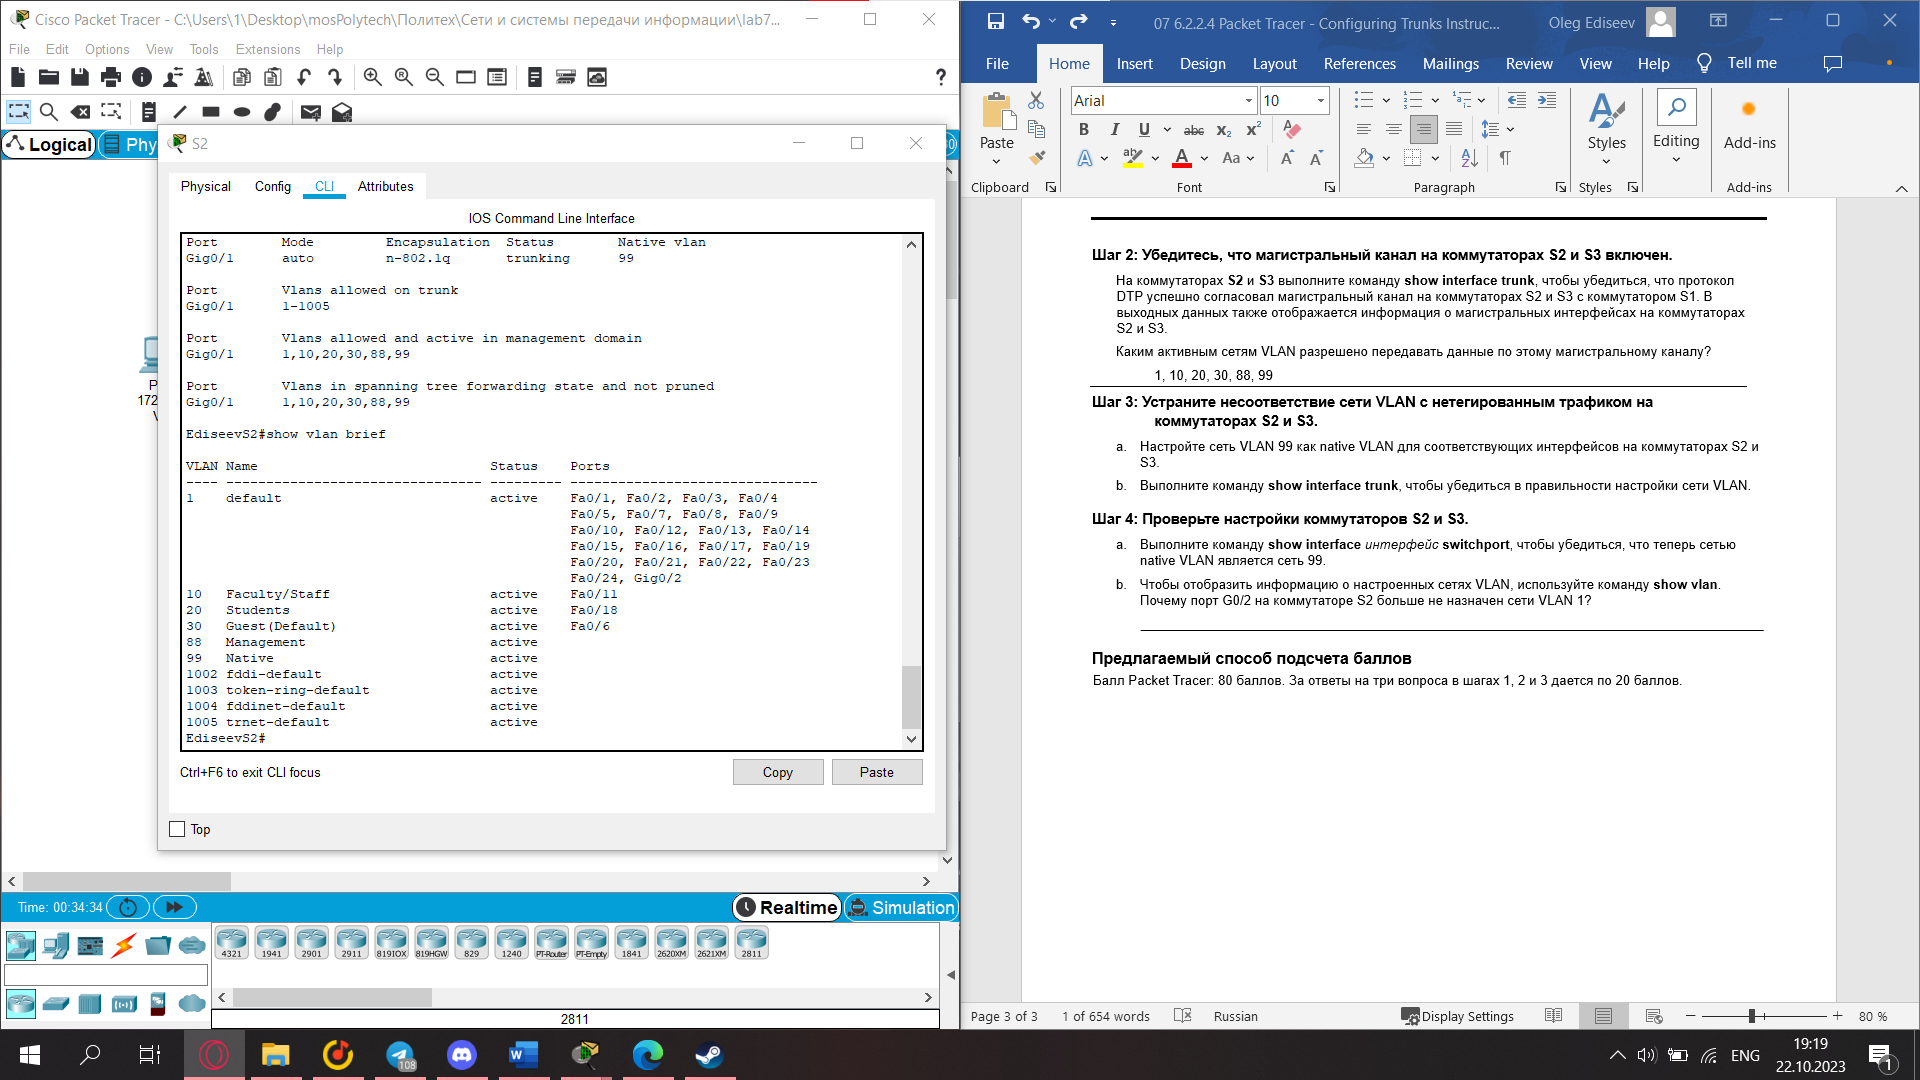 Cisco Packet Tracer - C:\Users\1\Desktop\mosPolytech\Политех\Сети и системы передачи информации\lab7...
File Edit Options View Tools Extensions Help
Logical
Phy
S2
Physical Config CLI Attributes
IOS Command Line Interface
Port Mode Encapsulation Status Native vlan
Gig0/1 auto n-802.1q trunking 99
Port Vlans allowed on trunk
Gig0/1 1-1005
Port Vlans allowed and active in management domain
Gig0/1 1,10,20,30,88,99
Port Vlans in spanning tree forwarding state and not pruned
Gig0/1 1,10,20,30,88,99
EdiseevS2#show vlan brief
VLAN Name Status Ports
---- -------------------------------- --------- -------------------------------
1 default active Fa0/1, Fa0/2, Fa0/3, Fa0/4
Fa0/5, Fa0/7, Fa0/8, Fa0/9
Fa0/10, Fa0/12, Fa0/13, Fa0/14
Fa0/15, Fa0/16, Fa0/17, Fa0/19
Fa0/20, Fa0/21, Fa0/22, Fa0/23
Fa0/24, Gig0/2
10 Faculty/Staff active Fa0/11
20 Students active Fa0/18
30 Guest(Default) active Fa0/6
88 Management active
99 Native active
1002 fddi-default active
1003 token-ring-default active
1004 fddinet-default active
1005 trnet-default active
EdiseevS2#
Ctrl+F6 to exit CLI focus
Copy
Paste
Top
P
172
V
Time: 00:34:34
Realtime
Simulation
4321 1941 2901 2911 819IOX 819HGW 829 1240 PT-Router PT-Empty 1841 2620XM 2621XM 2811
2811
07 6.2.2.4 Packet Tracer - Configuring Trunks Instruc...
Oleg Ediseev
File Home Insert Design Layout References Mailings Review View Help Tell me
Paste
Arial
10
Styles
Editing
Add-ins
Clipboard Font Paragraph Styles Add-ins
Шаг 2: Убедитесь, что магистральный канал на коммутаторах S2 и S3 включен.
На коммутаторах S2 и S3 выполните команду show interface trunk, чтобы убедиться, что протокол
DTP успешно согласовал магистральный канал на коммутаторах S2 и S3 с коммутатором S1. В
выходных данных также отображается информация о магистральных интерфейсах на коммутаторах
S2 и S3.
Каким активным сетям VLAN разрешено передавать данные по этому магистральному каналу?
1, 10, 20, 30, 88, 99
Шаг 3: Устраните несоответствие сети VLAN с нетегированным трафиком на
коммутаторах S2 и S3.
a. Настройте сеть VLAN 99 как native VLAN для соответствующих интерфейсов на коммутаторах S2 и
S3.
b. Выполните команду show interface trunk, чтобы убедиться в правильности настройки сети VLAN.
Шаг 4: Проверьте настройки коммутаторов S2 и S3.
a. Выполните команду show interface интерфейс switchport, чтобы убедиться, что теперь сетью
native VLAN является сеть 99.
b. Чтобы отобразить информацию о настроенных сетях VLAN, используйте команду show vlan.
Почему порт G0/2 на коммутаторе S2 больше не назначен сети VLAN 1?
Предлагаемый способ подсчета баллов
Балл Packet Tracer: 80 баллов. За ответы на три вопроса в шагах 1, 2 и 3 дается по 20 баллов.
Page 3 of 3 1 of 654 words Russian Display Settings 80 %
108
ENG
19:19
22.10.2023
1